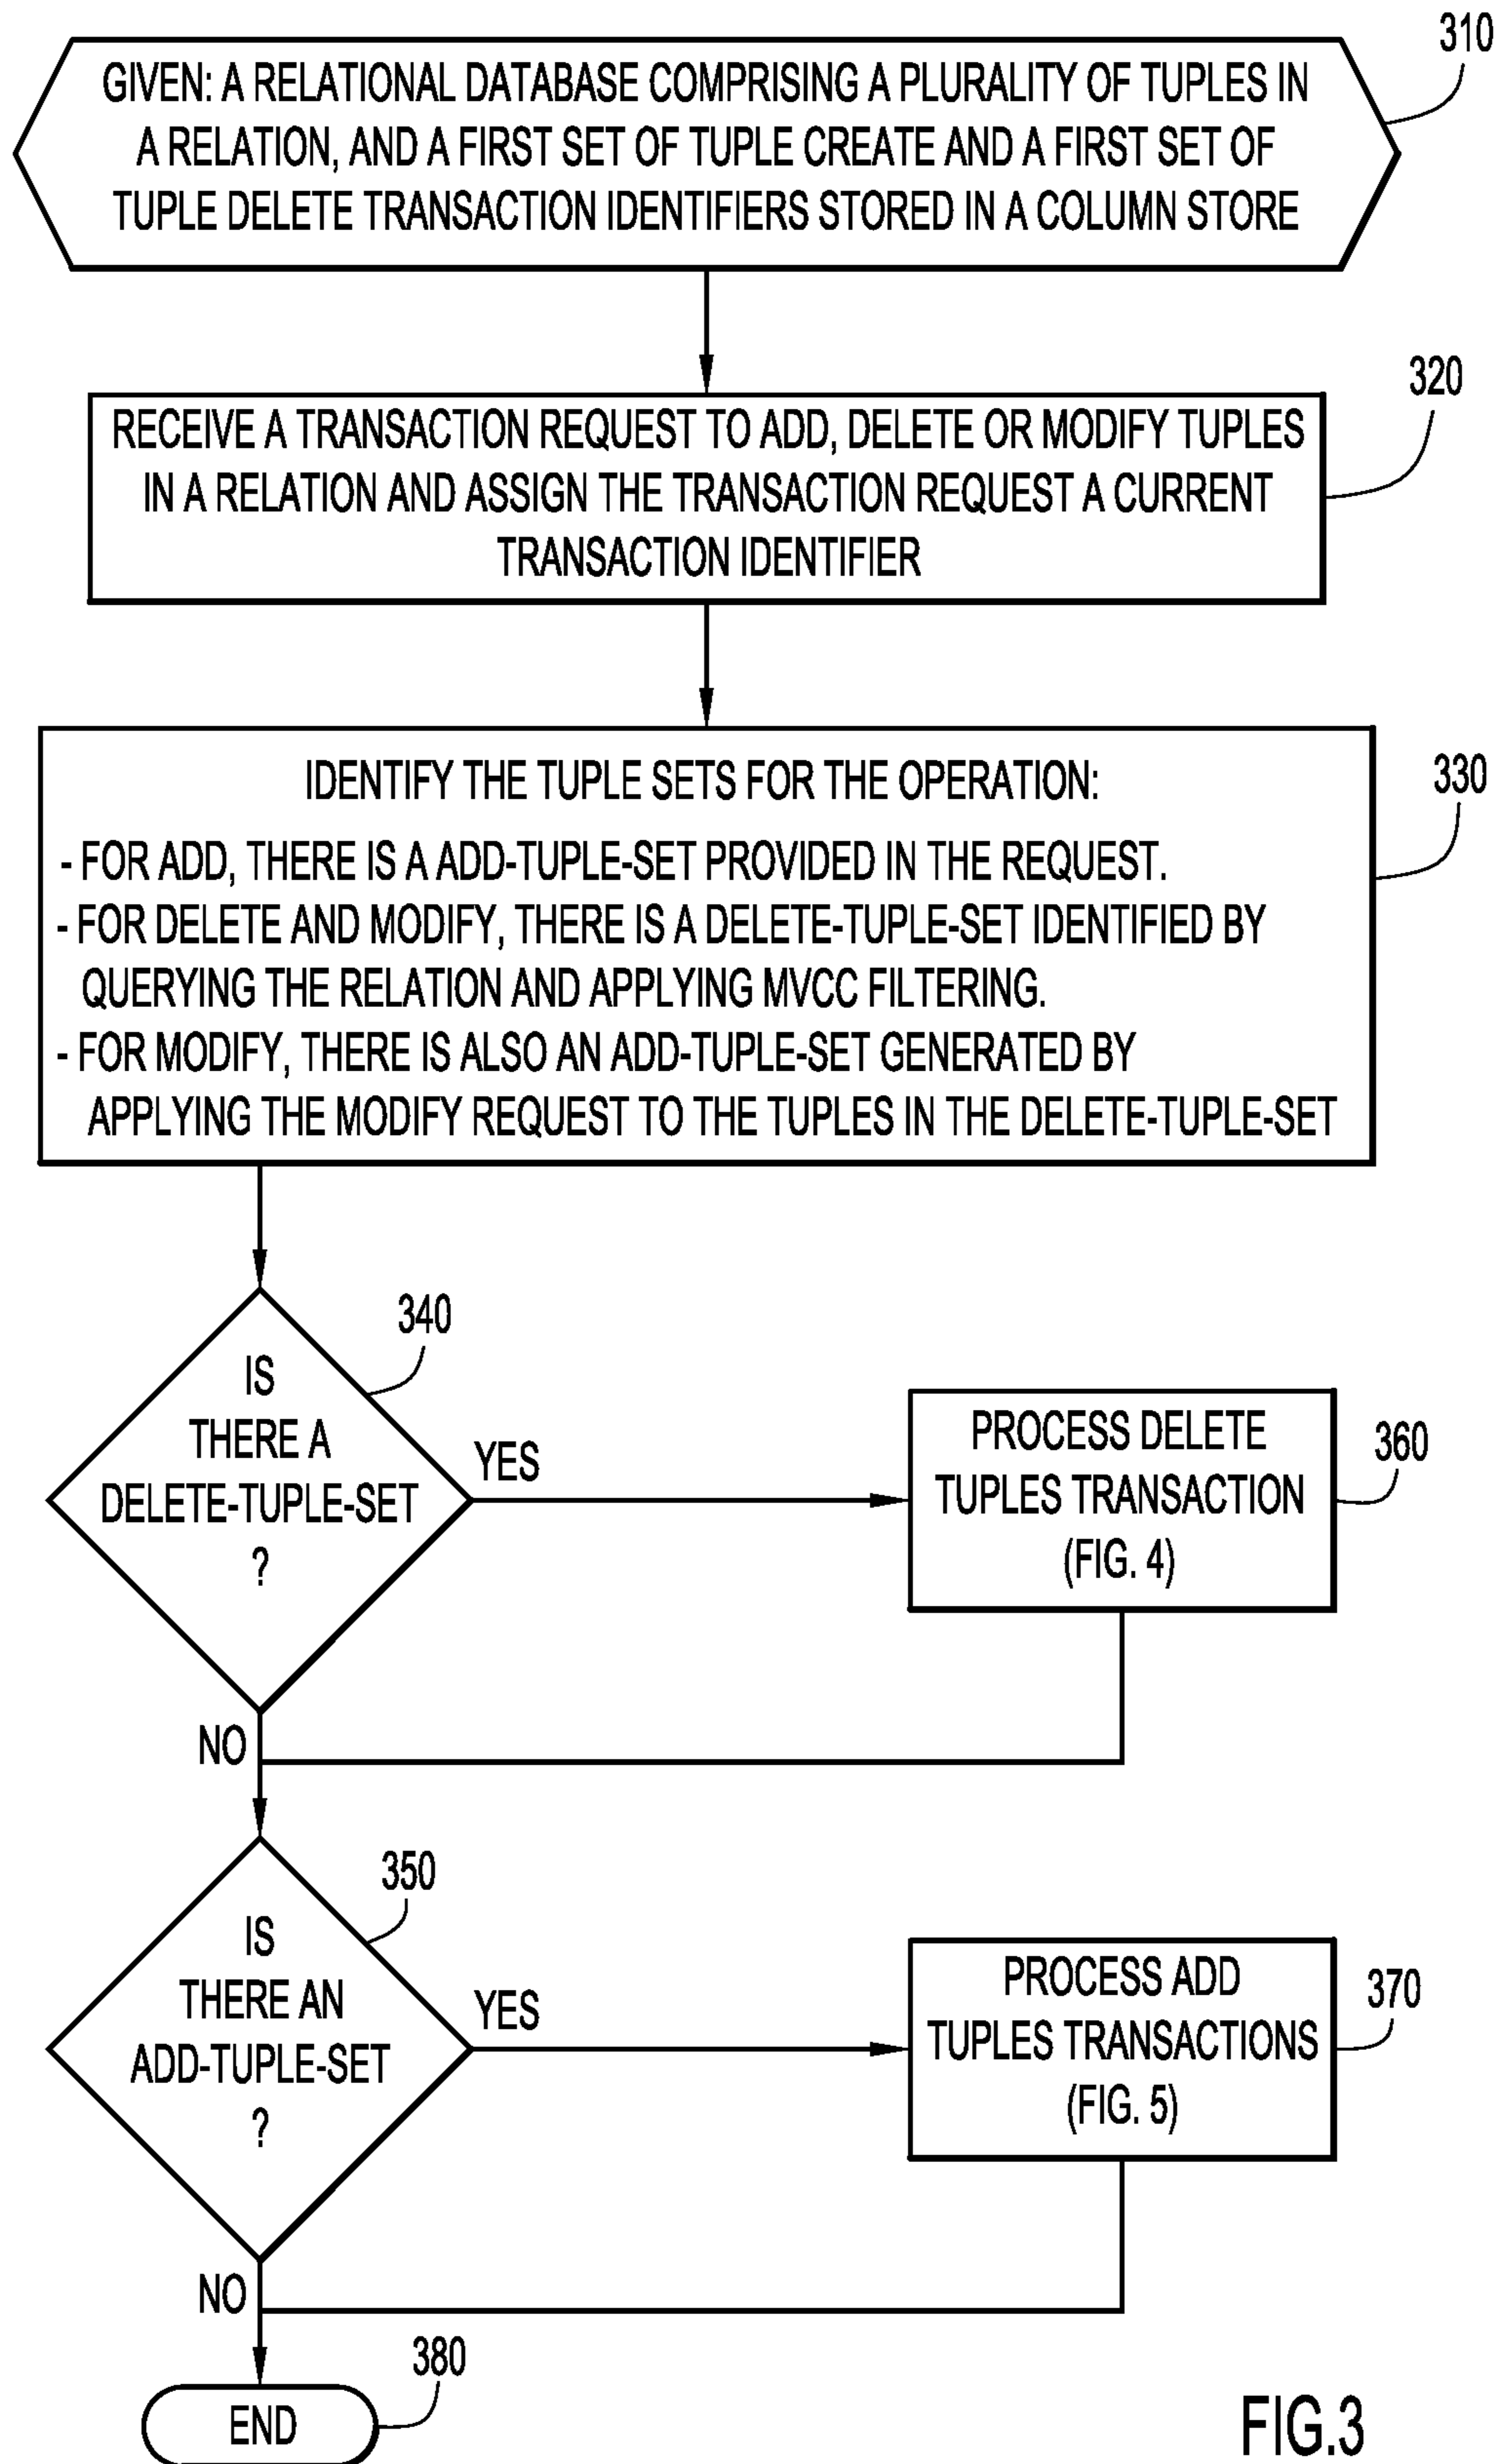 310
GIVEN: A RELATIONAL DATABASE COMPRISING A PLURALITY OF TUPLES IN
A RELATION, AND A FIRST SET OF TUPLE CREATE AND A FIRST SET OF
TUPLE DELETE TRANSACTION IDENTIFIERS STORED IN A COLUMN STORE
320
RECEIVE A TRANSACTION REQUEST TO ADD, DELETE OR MODIFY TUPLES
IN A RELATION AND ASSIGN THE TRANSACTION REQUEST A CURRENT
TRANSACTION IDENTIFIER
330
IDENTIFY THE TUPLE SETS FOR THE OPERATION:
- FOR ADD, THERE IS A ADD-TUPLE-SET PROVIDED IN THE REQUEST.
- FOR DELETE AND MODIFY, THERE IS A DELETE-TUPLE-SET IDENTIFIED BY
QUERYING THE RELATION AND APPLYING MVCC FILTERING.
- FOR MODIFY, THERE IS ALSO AN ADD-TUPLE-SET GENERATED BY
APPLYING THE MODIFY REQUEST TO THE TUPLES IN THE DELETE-TUPLE-SET
340
IS
THERE A
DELETE-TUPLE-SET
?
YES
PROCESS DELETE
TUPLES TRANSACTION
(FIG. 4)
360
NO
350
IS
THERE AN
ADD-TUPLE-SET
?
YES
PROCESS ADD
TUPLES TRANSACTIONS
(FIG. 5)
370
NO
380
END
FIG.3